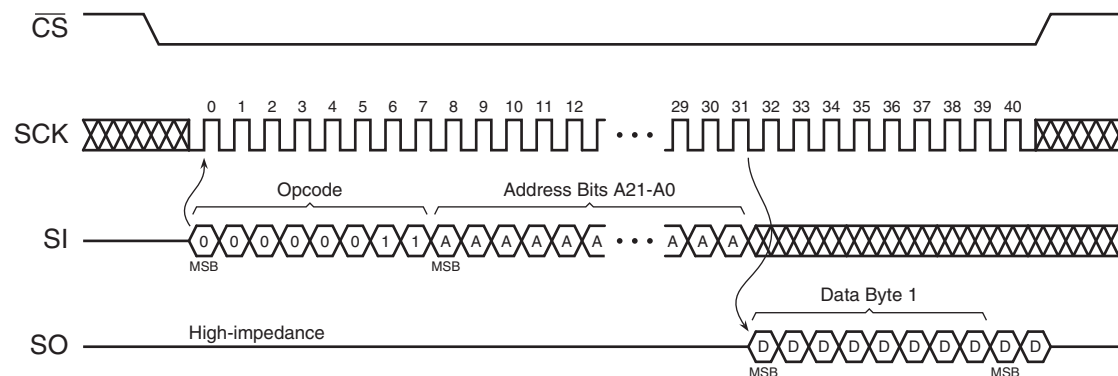 CS
0 1 2 3 4 5 6 7 8 9 10 11 12 29 30 31 32 33 34 35 36 37 38 39 40
SCK
Opcode Address Bits A21-A0
SI 0 0 0 0 0 0 1 1 A A A A A A A A A
MSB MSB
Data Byte 1
High-impedance
SO D D D D D D D D D D
MSB MSB